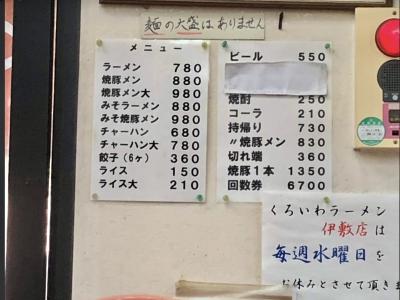 麺の大盛はありません
メニュー
ラーメン 780
焼豚メン 880
焼豚メン大 980
みそラーメン 880
みそ焼豚メン 980
チャーハン 680
チャーハン大 780
餃子(6ヶ) 360
ライス 150
ライス大 210
ビール 550
焼酎 250
コーラ 210
持帰り 730
〃焼豚メン 830
切れ端 360
焼豚1本 1350
回数券 6700
くろいわラーメン
伊敷店は
毎週水曜日を
お休みとさせて頂きま